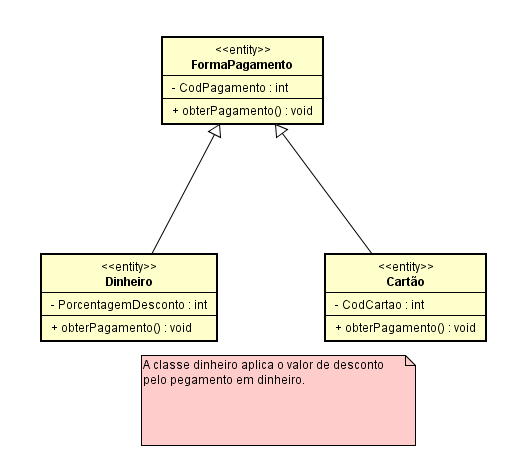 <<entity>>
FormaPagamento
- CodPagamento : int
+ obterPagamento() : void
<<entity>>
Dinheiro
- PorcentagemDesconto : int
+ obterPagamento() : void
<<entity>>
Cartão
- CodCartao : int
+ obterPagamento() : void
A classe dinheiro aplica o valor de desconto
pelo pegamento em dinheiro.